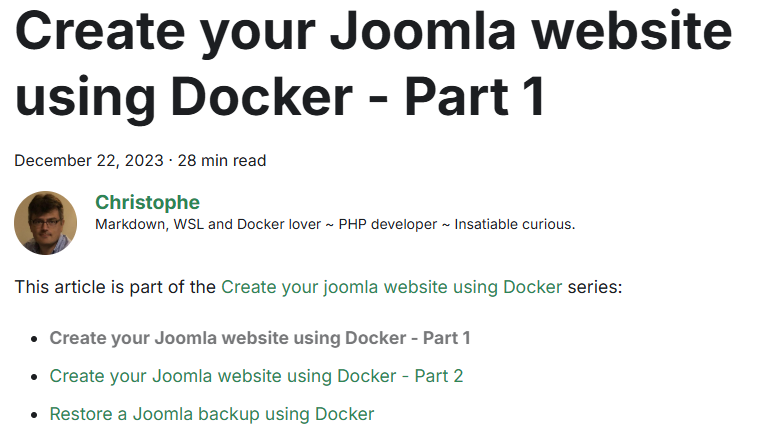 Create your Joomla website
using Docker - Part 1
December 22, 2023 · 28 min read
Christophe
Markdown, WSL and Docker lover ~ PHP developer ~ Insatiable curious.
This article is part of the Create your joomla website using Docker series:
• Create your Joomla website using Docker - Part 1
• Create your Joomla website using Docker - Part 2
• Restore a Joomla backup using Docker